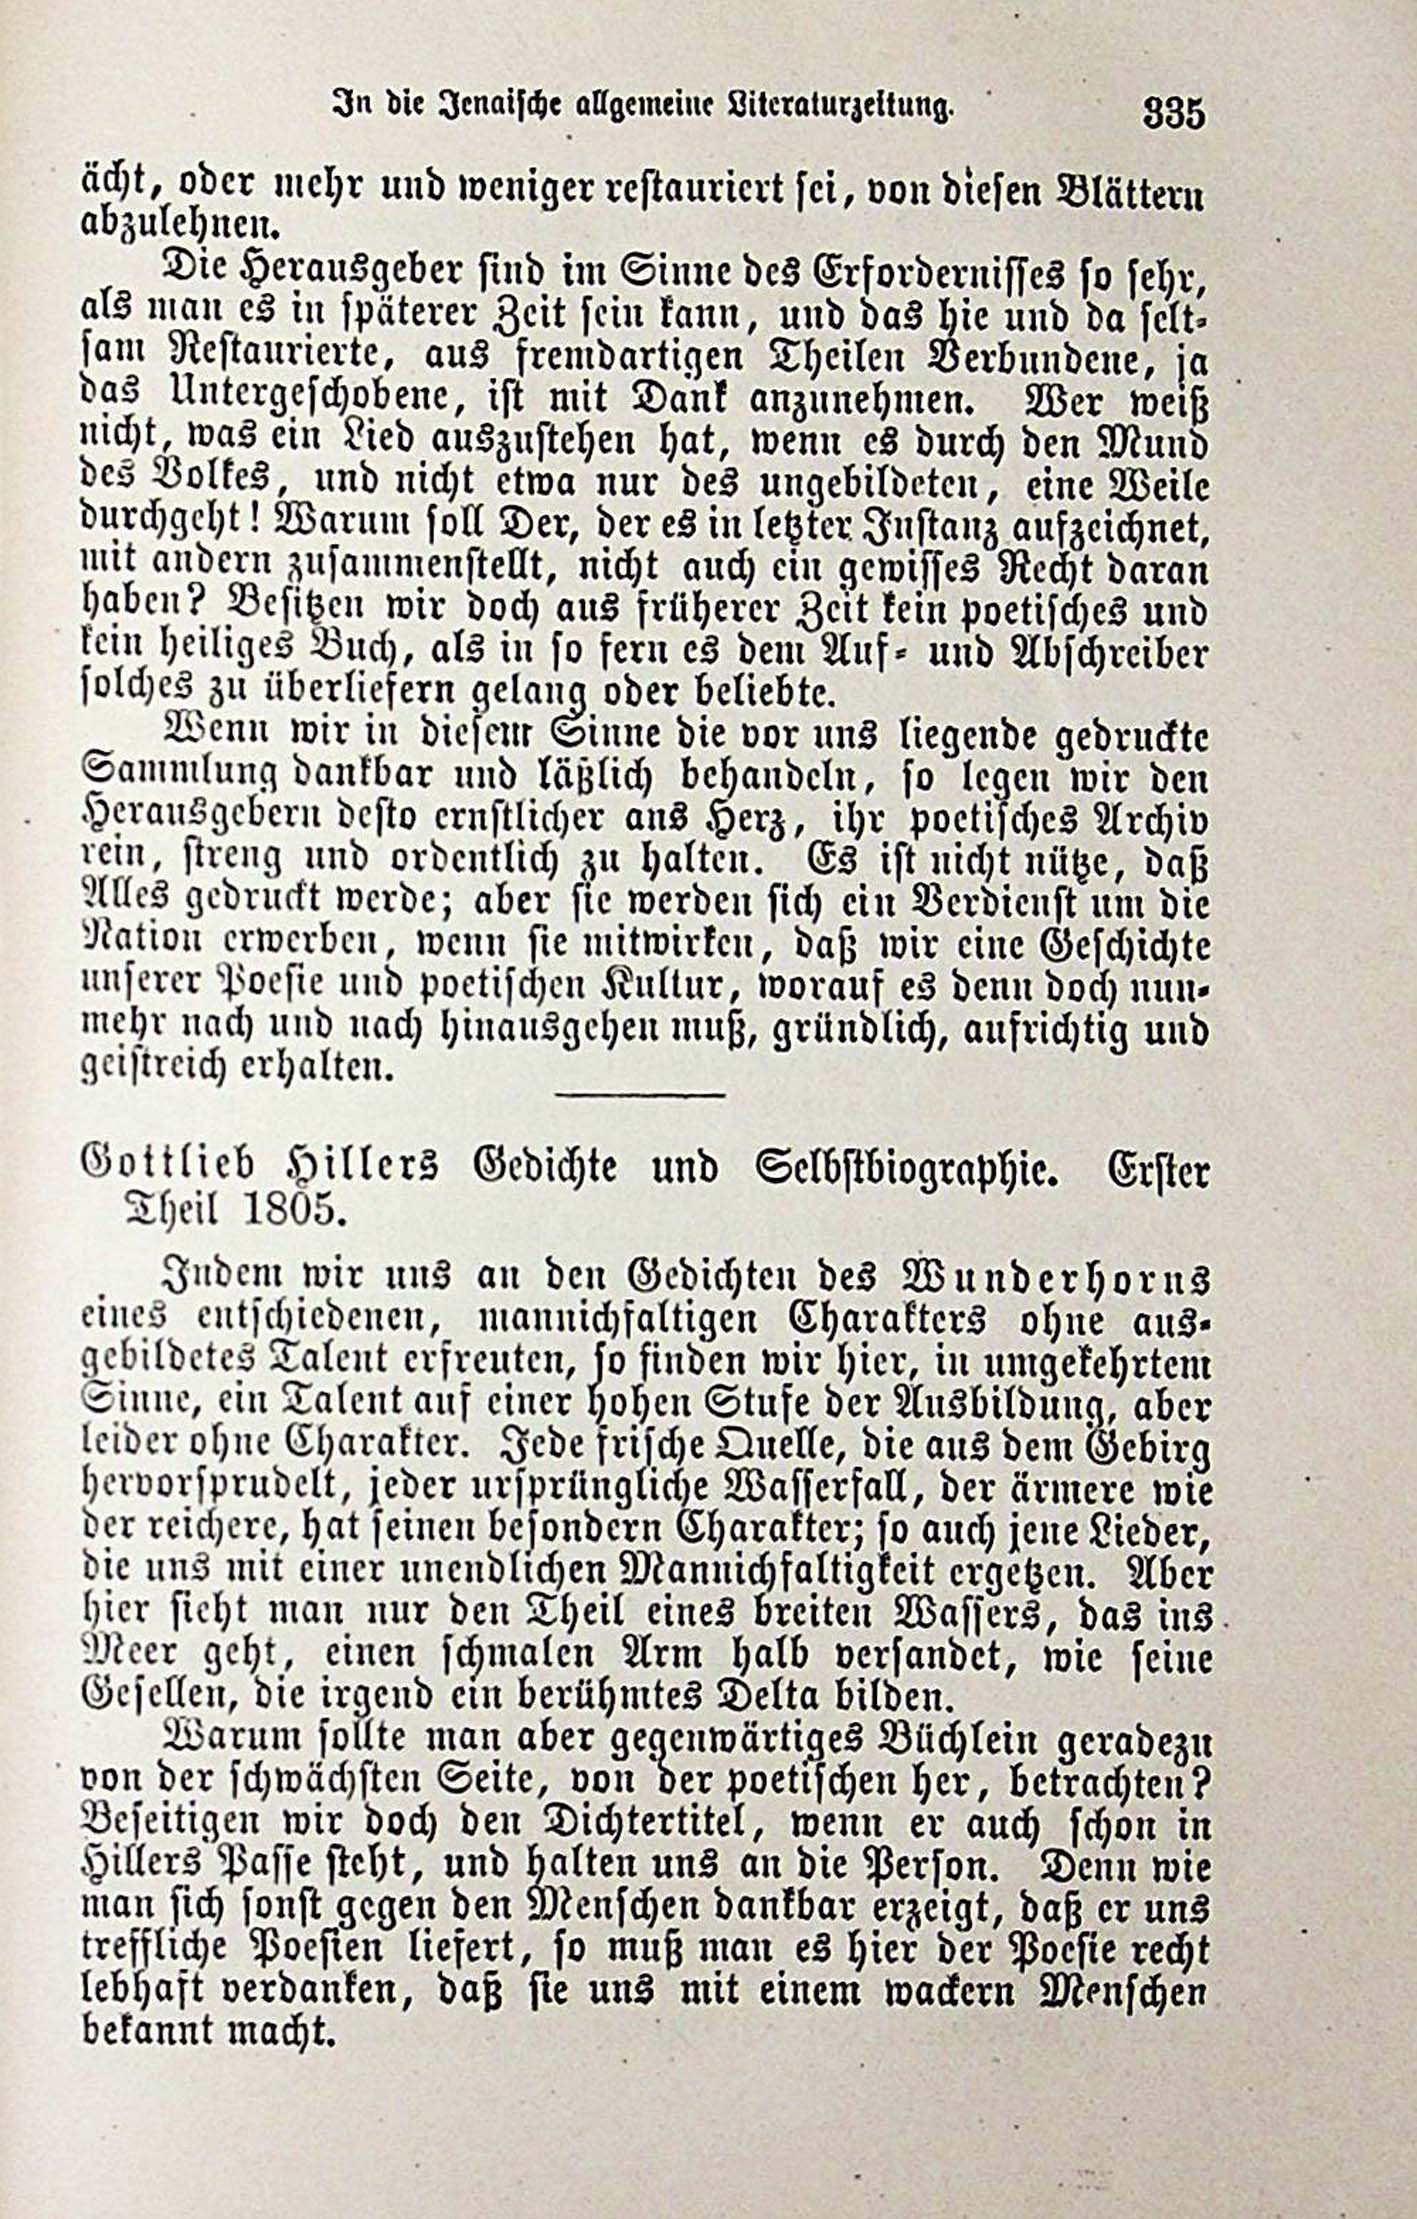 In die Jenaische allgemeine Literaturzeitung. 335
ächt, oder mehr und weniger restauriert sei, von diesen Blättern
abzulehnen.
Die Herausgeber sind im Sinne des Erfordernisses so sehr,
als man es in späterer Zeit sein kann, und das hie und da selt-
sam Restaurierte, aus fremdartigen Theilen Verbundene, ja
das Untergeschobene, ist mit Dank anzunehmen. Wer weiß
nicht, was ein Lied auszustehen hat, wenn es durch den Mund
des Volkes, und nicht etwa nur des ungebildeten, eine Weile
durchgeht! Warum soll Der, der es in letzter Instanz aufzeichnet,
mit andern zusammenstellt, nicht auch ein gewisses Recht daran
haben? Besitzen wir doch aus früherer Zeit kein poetisches und
kein heiliges Buch, als in so fern es dem Auf- und Abschreiber
solches zu überliefern gelang oder beliebte.
Wenn wir in diesem Sinne die vor uns liegende gedruckte
Sammlung dankbar und läßlich behandeln, so legen wir den
Herausgebern desto ernstlicher ans Herz, ihr poetisches Archiv
rein, streng und ordentlich zu halten. Es ist nicht nütze, daß
Alles gedruckt werde; aber sie werden sich ein Verdienst um die
Nation erwerben, wenn sie mitwirken, daß wir eine Geschichte
unserer Poesie und poetischen Kultur, worauf es denn doch nun-
mehr nach und nach hinausgehen muß, gründlich, aufrichtig und
geistreich erhalten.
Gottlieb Hillers Gedichte und Selbstbiographie. Erster
Theil 1805.
Indem wir uns an den Gedichten des Wunderhorns
eines entschiedenen, mannichfaltigen Charakters ohne aus-
gebildetes Talent erfreuten, so finden wir hier, in umgekehrtem
Sinne, ein Talent auf einer hohen Stufe der Ausbildung, aber
leider ohne Charakter. Jede frische Quelle, die aus dem Gebirg
hervorsprudelt, jeder ursprüngliche Wasserfall, der ärmere wie
der reichere, hat seinen besondern Charakter; so auch jene Lieder,
die uns mit einer unendlichen Mannichfaltigkeit ergetzen. Aber
hier sieht man nur den Theil eines breiten Wassers, das ins
Meer geht, einen schmalen Arm halb versandet, wie seine
Gesellen, die irgend ein berühmtes Delta bilden.
Warum sollte man aber gegenwärtiges Büchlein geradezu
von der schwächsten Seite, von der poetischen her, betrachten?
Beseitigen wir doch den Dichtertitel, wenn er auch schon in
Hillers Passe steht, und halten uns an die Person. Denn wie
man sich sonst gegen den Menschen dankbar erzeigt, daß er uns
treffliche Poesien liefert, so muß man es hier der Poesie recht
lebhaft verdanken, daß sie uns mit einem wackern Menschen
bekannt macht.